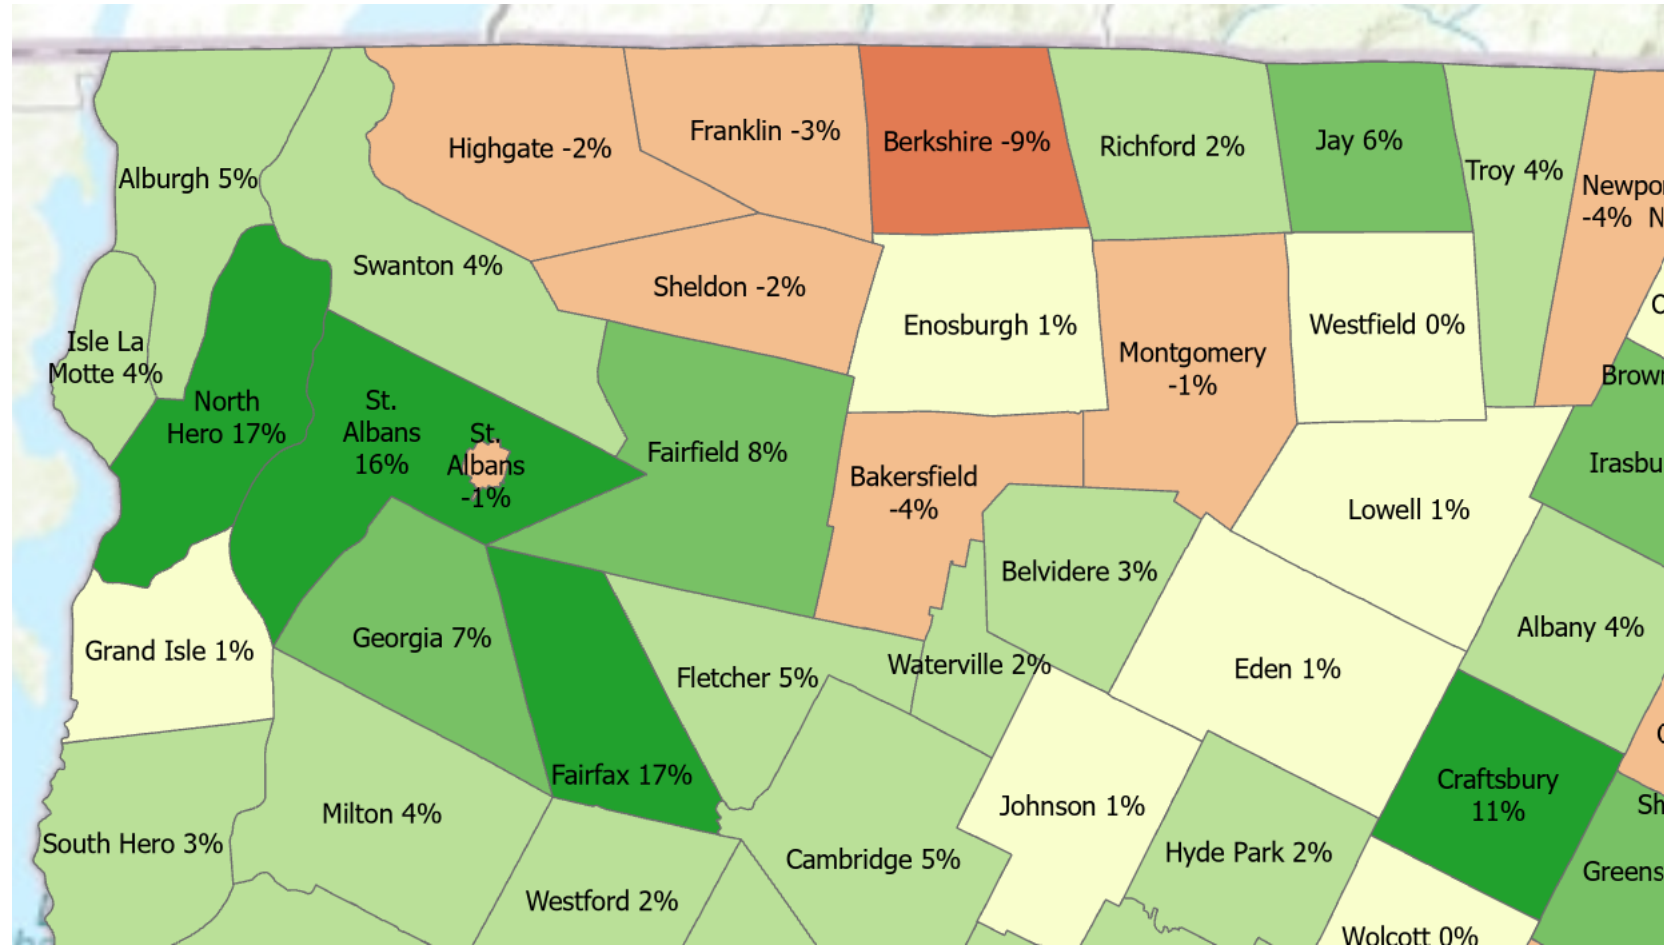 Franklin -3%
Berkshire -9%
Jay 6%
Highgate -2%
Richford 2%
Troy 4%
Alburgh 5%
-4%
Swanton 4%
Sheldon -2%
Enosburgh 1%
Westfield 0%
Isle La
Motte 4%
Montgomery
-1%
North
Hero 17%
St.
Albans
16%
St.
Albans
-1%
Fairfield 8%
Bakersfield
-4%
Lowell 1%
Belvidere 3%
Albany 4%
Grand Isle 1%
Georgia 7%
Fletcher 5%
Waterville 2%
Eden 1%
Fairfax 17%
Craftsbury
11%
Milton 4%
Johnson 1%
South Hero 3%
Cambridge 5%
Hyde Park 2%
Westford 2%
Wolcott 0%